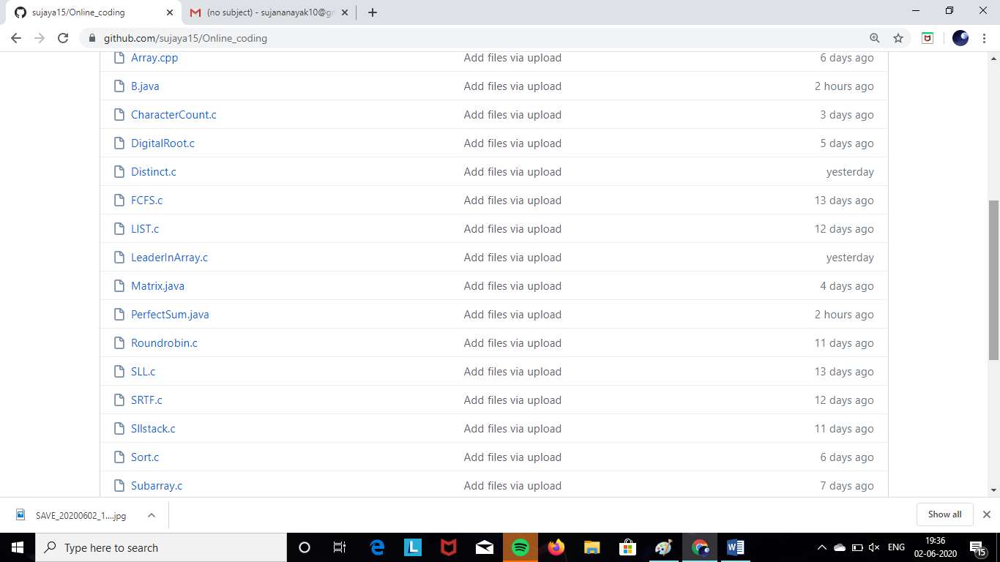 sujaya15/Online_coding
(no subject) - sujananayak10@gm
github.com/sujaya15/Online_coding
Array.cpp Add files via upload 6 days ago
B.java Add files via upload 2 hours ago
CharacterCount.c Add files via upload 3 days ago
DigitalRoot.c Add files via upload 5 days ago
Distinct.c Add files via upload yesterday
FCFS.c Add files via upload 13 days ago
LIST.c Add files via upload 12 days ago
LeaderInArray.c Add files via upload yesterday
Matrix.java Add files via upload 4 days ago
PerfectSum.java Add files via upload 2 hours ago
Roundrobin.c Add files via upload 11 days ago
SLL.c Add files via upload 13 days ago
SRTF.c Add files via upload 12 days ago
Sllstack.c Add files via upload 11 days ago
Sort.c Add files via upload 6 days ago
Subarray.c Add files via upload 7 days ago
SAVE_20200602_1....jpg Show all
Type here to search ENG 19:36
02-06-2020 15